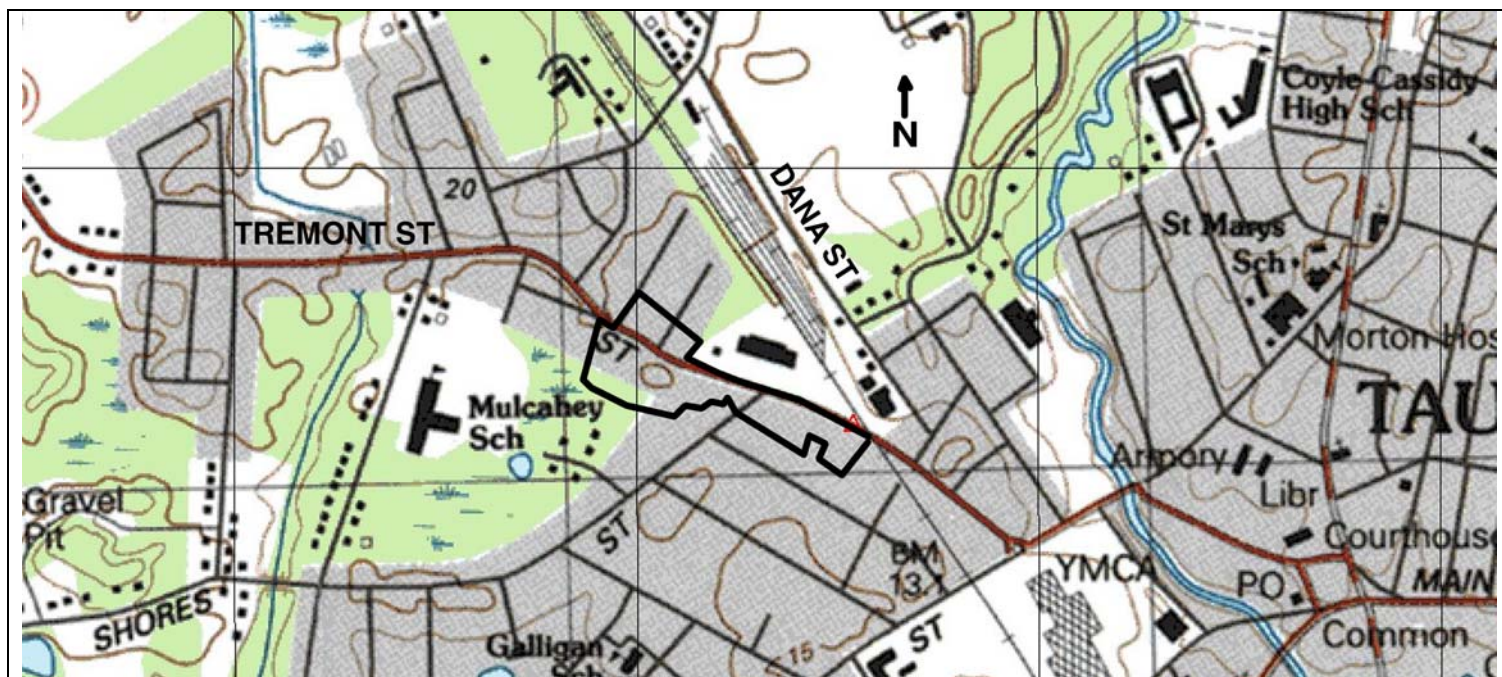 Coyle-Cassidy
High Sch
N
20
DANA ST
TREMONT ST
St Marys
Sch
ST
Morton Hos
TAU
Mulcahey
Sch
Armory
Gravel
Pit
Libr
ST
Courthouse
BM
13.1
YMCA
PO
MAIN
SHORES
ST
Common
Galligan
Sch
15